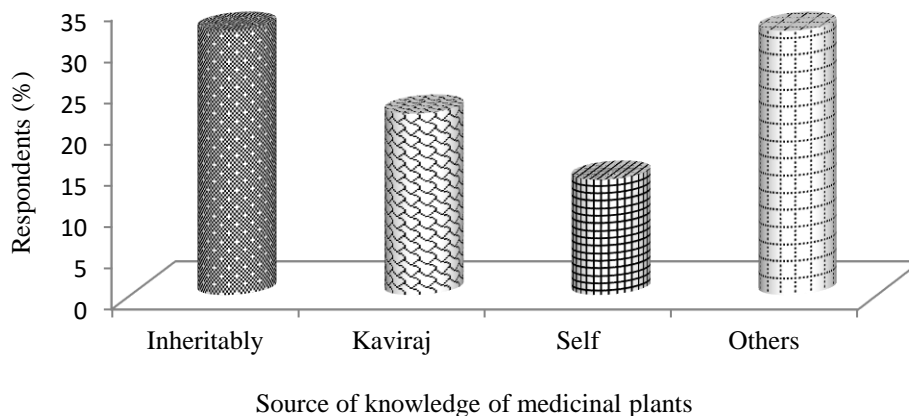 35
30
25
20
15
10
5
0
Respondents (%)
Inheritably Kaviraj Self Others
Source of knowledge of medicinal plants